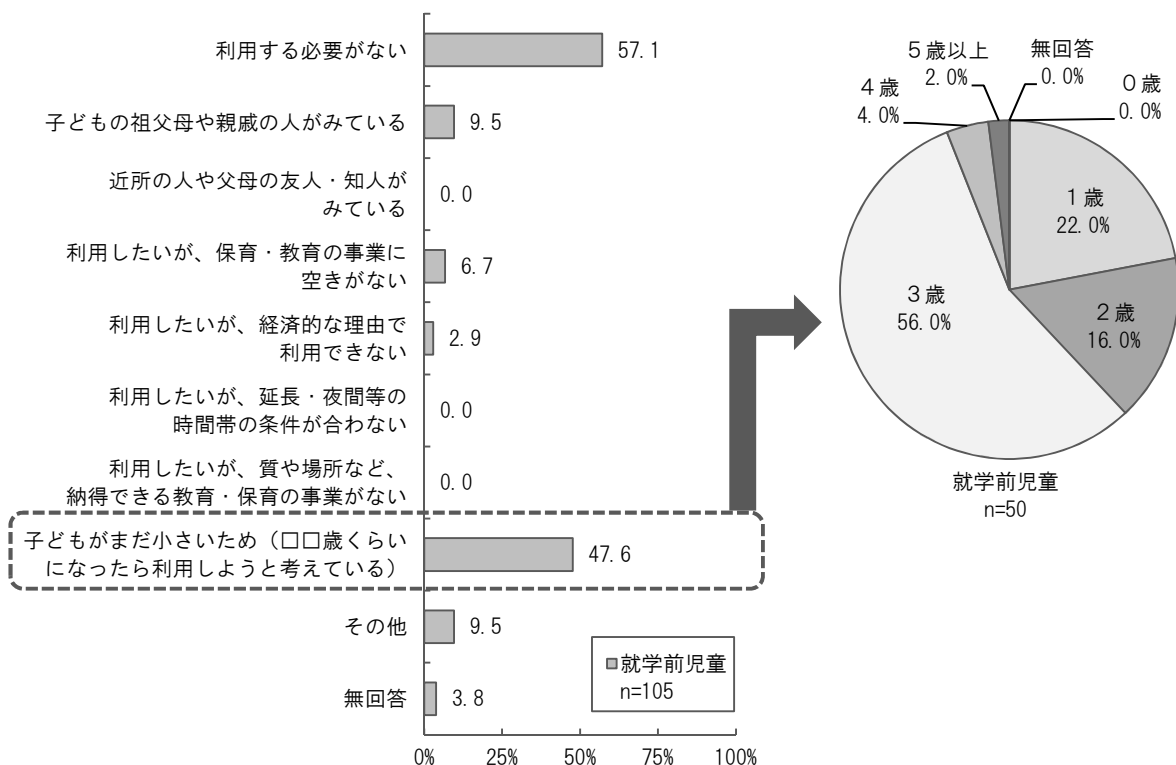 利用する必要がない
57.1
子どもの祖父母や親戚の人がみている
9.5
近所の人や父母の友人・知人が
みている
0.0
利用したいが、保育・教育の事業に
空きがない
6.7
利用したいが、経済的な理由で
利用できない
2.9
利用したいが、延長・夜間等の
時間帯の条件が合わない
0.0
利用したいが、質や場所など、
納得できる教育・保育の事業がない
0.0
子どもがまだ小さいため（□□歳くらい
になったら利用しようと考えている）
47.6
その他
9.5
無回答
3.8
就学前児童
n=105
0%
25%
50%
75%
100%
無回答
0.0%
０歳
0.0%
１歳
22.0%
２歳
16.0%
３歳
56.0%
４歳
4.0%
５歳以上
2.0%
就学前児童
n=50